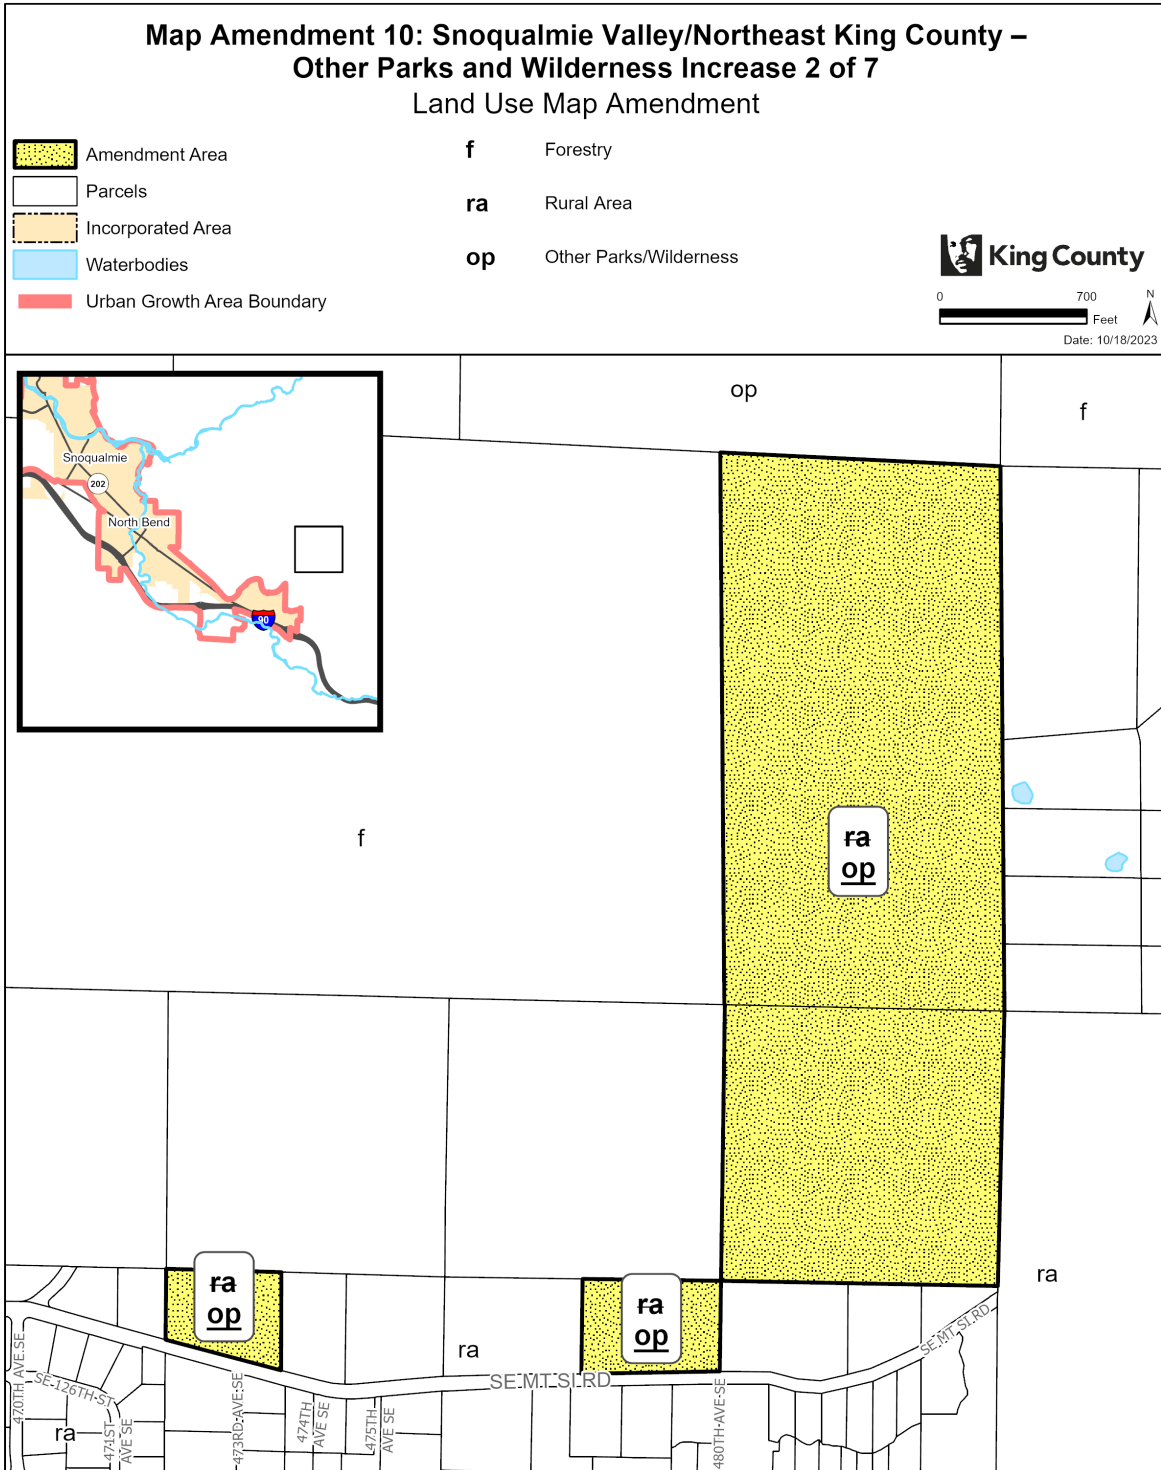 Map Amendment 10: Snoqualmie Valley/Northeast King County –
Other Parks and Wilderness Increase 2 of 7
Land Use Map Amendment
Amendment Area
Parcels
Incorporated Area
Waterbodies
Urban Growth Area Boundary
f Forestry
ra Rural Area
op Other Parks/Wilderness
King County
0 700
Feet
N
Date: 10/18/2023
op
f
Snoqualmie
202
North Bend
90
f
ra
op
ra
ra
op
ra
op
ra
SE MT SI RD
SE MT SI RD
470TH AVE SE
SE 126TH ST
471ST
AVE SE
473RD AVE SE
474TH
AVE SE
475TH
AVE SE
480TH AVE SE
ra